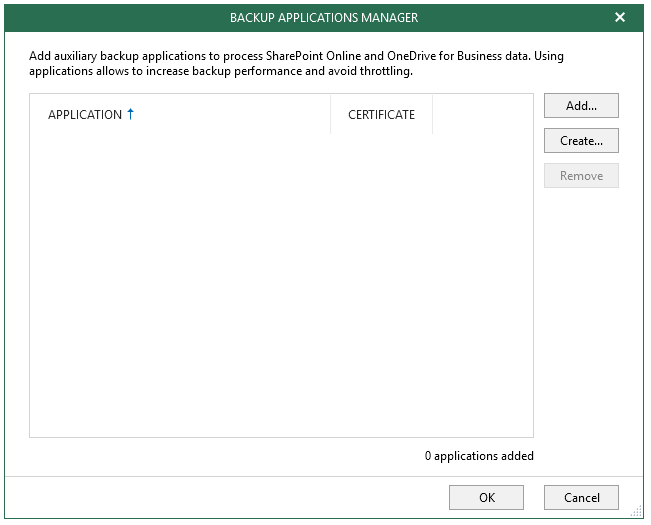 BACKUP APPLICATIONS MANAGER
Add auxiliary backup applications to process SharePoint Online and OneDrive for Business data. Using
applications allows to increase backup performance and avoid throttling.
APPLICATION
CERTIFICATE
Add...
Create...
Remove
0 applications added
OK
Cancel